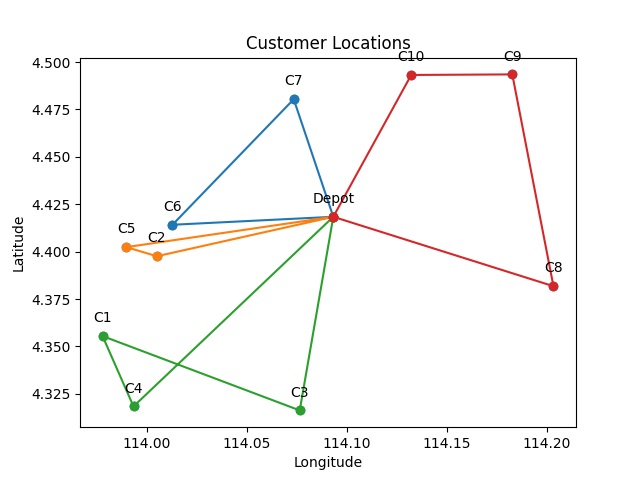 Customer Locations
C10
C9
C7
Depot
C6
C5
C2
C8
C1
C4
C3
4.500
4.475
4.450
4.425
4.400
4.375
4.350
4.325
Latitude
114.00 114.05 114.10 114.15 114.20
Longitude